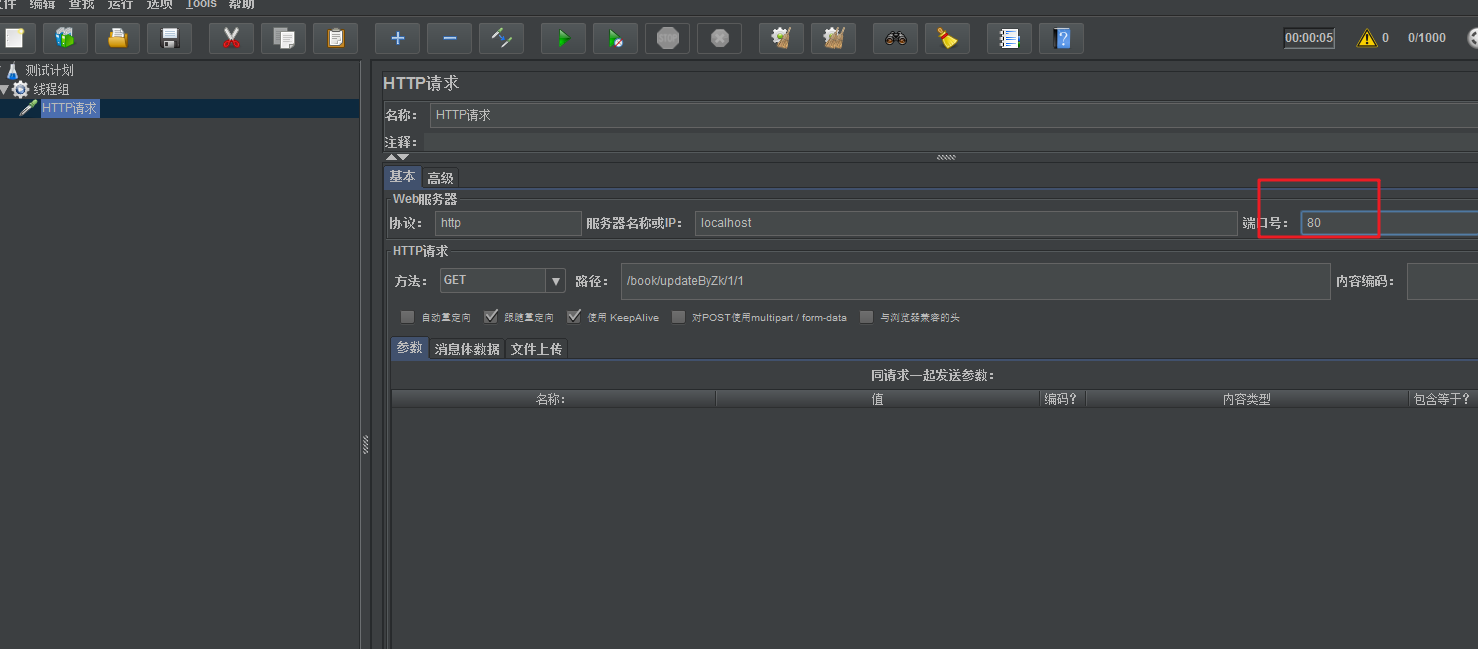 文件 编辑 查找 运行 选项 Tools 帮助
00:00:05 0 0/1000
测试计划
线程组
HTTP请求
HTTP请求
名称： HTTP请求
注释：
基本 高级
Web服务器
协议： http 服务器名称或IP： localhost 端口号： 80
HTTP请求
方法： GET 路径： /book/updateByZk/1/1 内容编码：
自动重定向 跟随重定向 使用 KeepAlive 对POST使用multipart / form-data 与浏览器兼容的头
参数 消息体数据 文件上传
同请求一起发送参数：
名称： 值 编码？ 内容类型 包含等于？